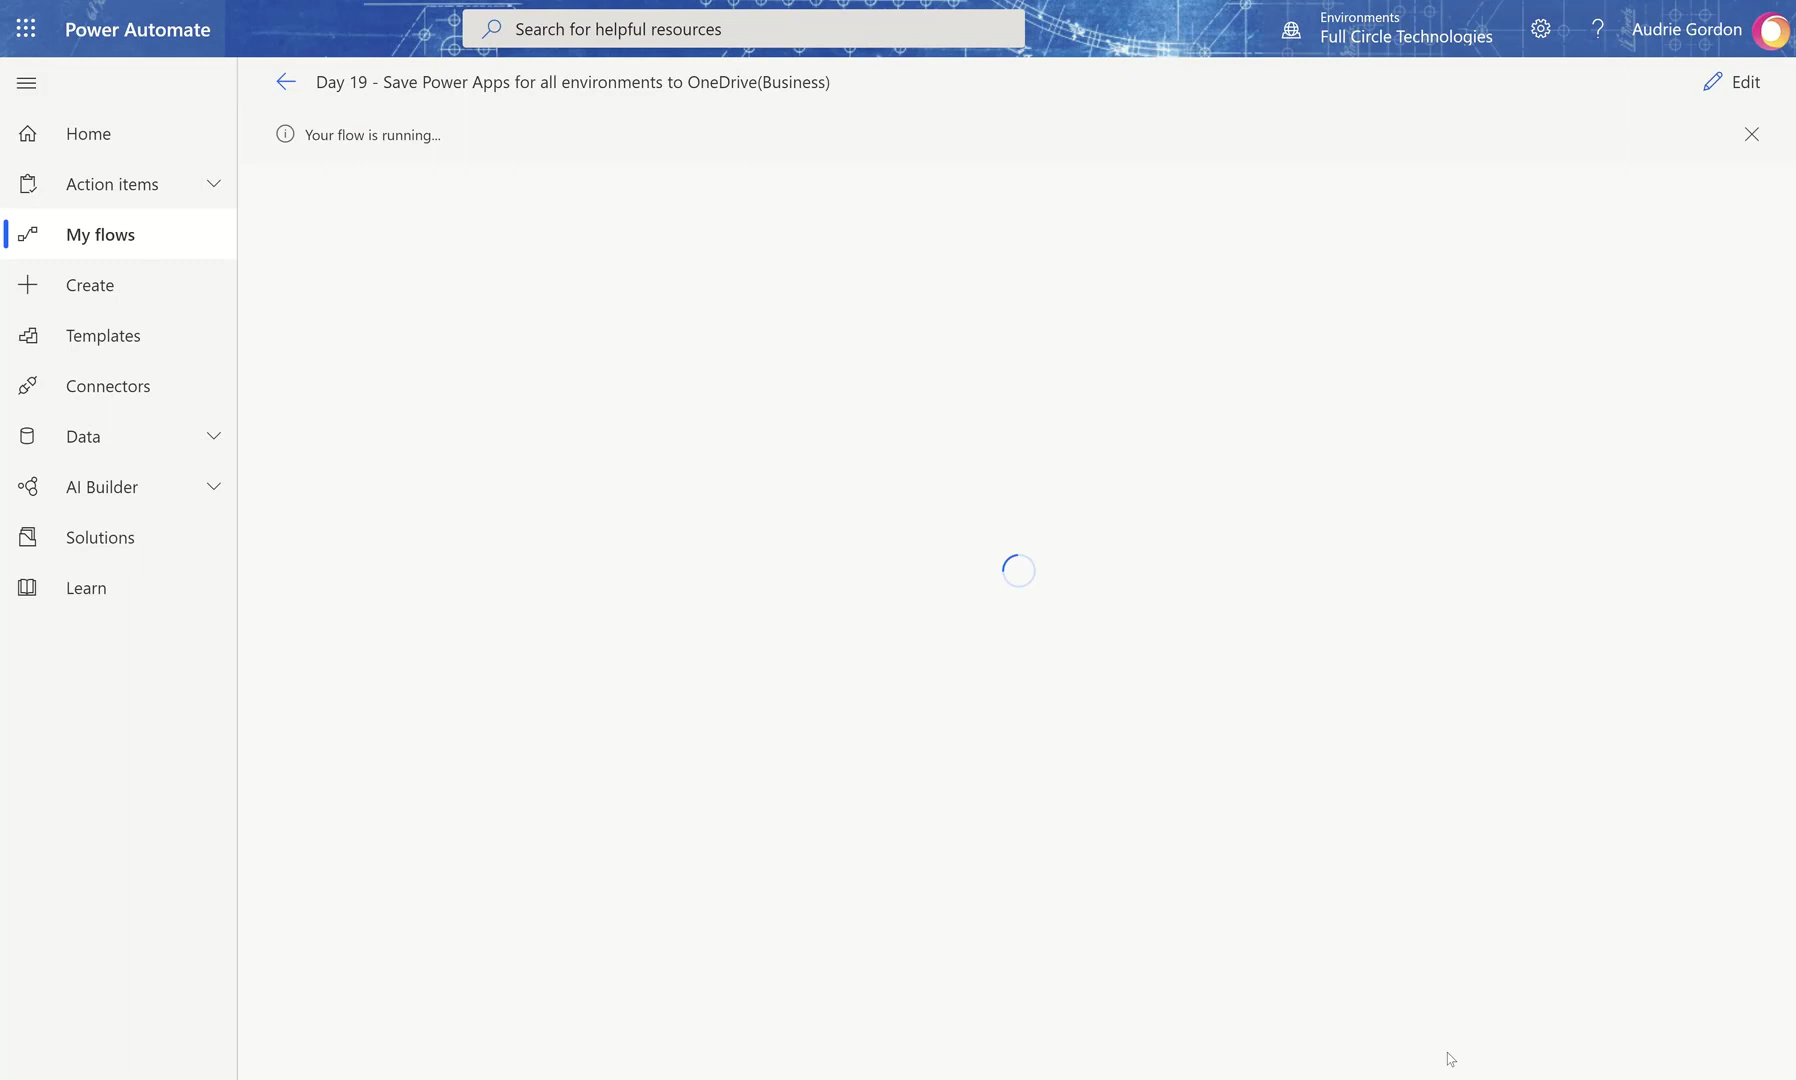 Power Automate
Search for helpful resources
Environments
Full Circle Technologies
?
Audrie Gordon
Day 19 - Save Power Apps for all environments to OneDrive(Business)
Edit
Your flow is running...
Home
Action items
My flows
Create
Templates
Connectors
Data
AI Builder
Solutions
Learn